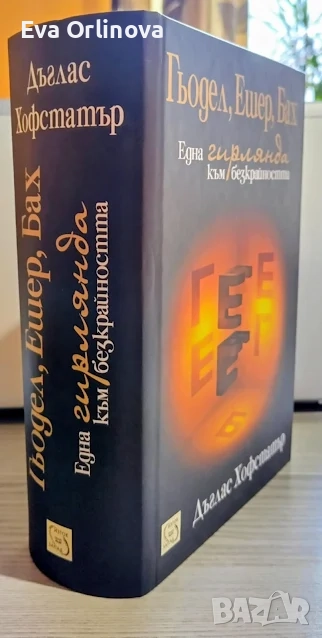 Eva Orlinova
Дъглас
Хофстатър
Гьодел, Ешер, Бах
Една гирлянда
към безкрайността
Гьодел, Ешер, Бах
Една гирлянда
към безкрайността
Г Е Е
Е Е Г
Б
Дъглас Хофстатър
bazar